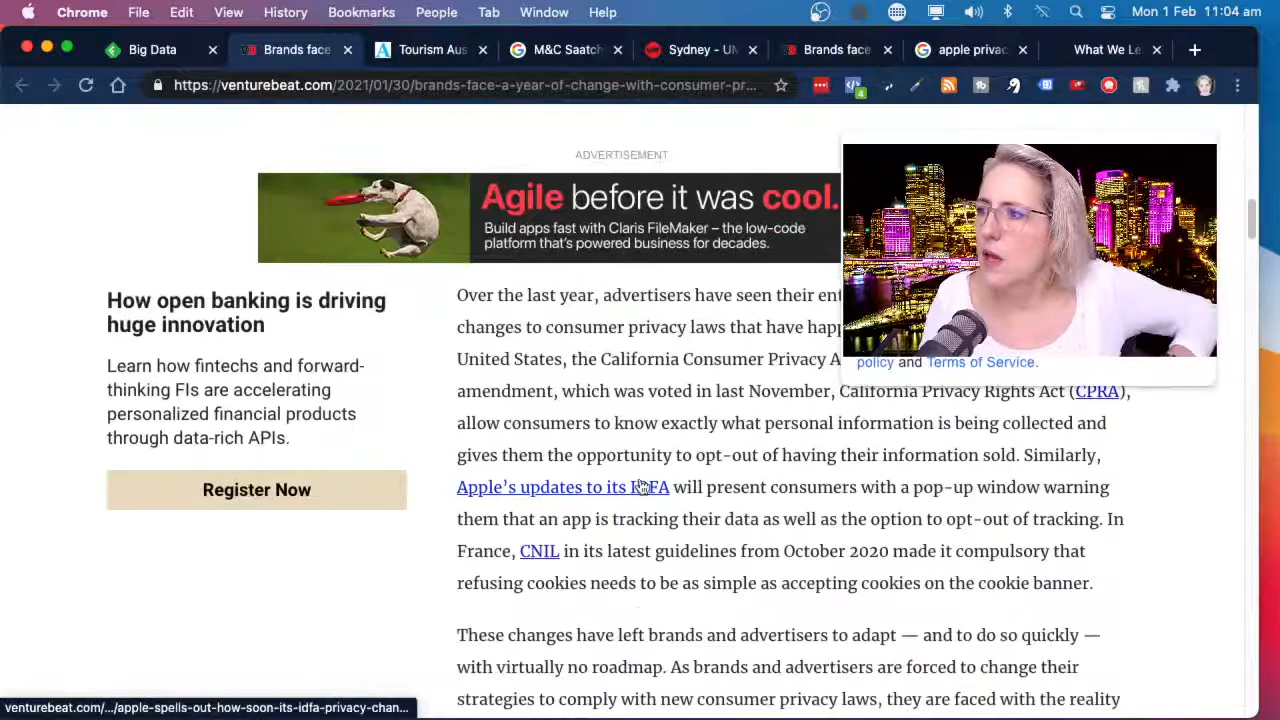 Chrome File Edit View History Bookmarks People Tab Window Help Mon 1 Feb 11:04 am
Big Data Brands face Tourism Aus M&C Saatch Sydney - UN Brands face apple privac What We Le
https://venturebeat.com/2021/01/30/brands-face-a-year-of-change-with-consumer-pr...
4
ADVERTISEMENT
Agile before it was cool.
Build apps fast with Claris FileMaker – the low-code
platform that's powered business for decades.
How open banking is driving
huge innovation
Learn how fintechs and forward-
thinking FIs are accelerating
personalized financial products
through data-rich APIs.
Register Now
Over the last year, advertisers have seen their
changes to consumer privacy laws that have
United States, the California Consumer Privacy
policy and Terms of Service.
amendment, which was voted in last November, California Privacy Rights Act (CPRA),
allow consumers to know exactly what personal information is being collected and
gives them the opportunity to opt-out of having their information sold. Similarly,
Apple's updates to its IDFA will present consumers with a pop-up window warning
them that an app is tracking their data as well as the option to opt-out of tracking. In
France, CNIL in its latest guidelines from October 2020 made it compulsory that
refusing cookies needs to be as simple as accepting cookies on the cookie banner.
These changes have left brands and advertisers to adapt — and to do so quickly —
with virtually no roadmap. As brands and advertisers are forced to change their
strategies to comply with new consumer privacy laws, they are faced with the reality
venturebeat.com/.../apple-spells-out-how-soon-its-idfa-privacy-chan...